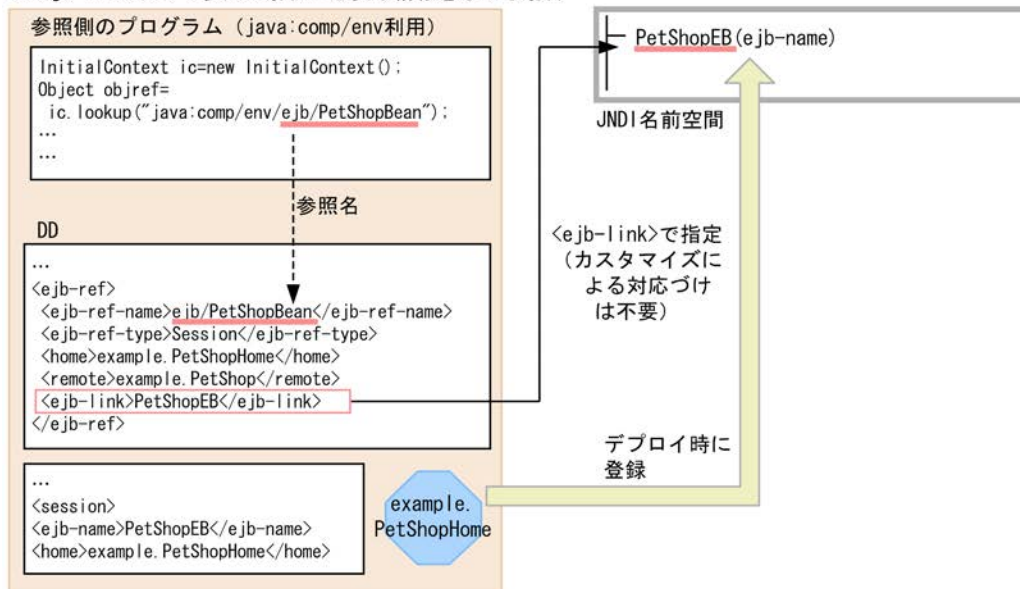 参照側のプログラム（java:comp/env利用）
InitialContext ic=new InitialContext();
Object objref=
ic.lookup("java:comp/env/ejb/PetShopBean");
...
...
参照名
DD
...
<ejb-ref>
<ejb-ref-name>ejb/PetShopBean</ejb-ref-name>
<ejb-ref-type>Session</ejb-ref-type>
<home>example.PetShopHome</home>
<remote>example.PetShop</remote>
<ejb-link>PetShopEB</ejb-link>
</ejb-ref>
...
<session>
<ejb-name>PetShopEB</ejb-name>
<home>example.PetShopHome</home>
example.
PetShopHome
PetShopEB(ejb-name)
JNDI名前空間
<ejb-link>で指定
（カスタマイズに
よる対応づけ
は不要）
デプロイ時に
登録